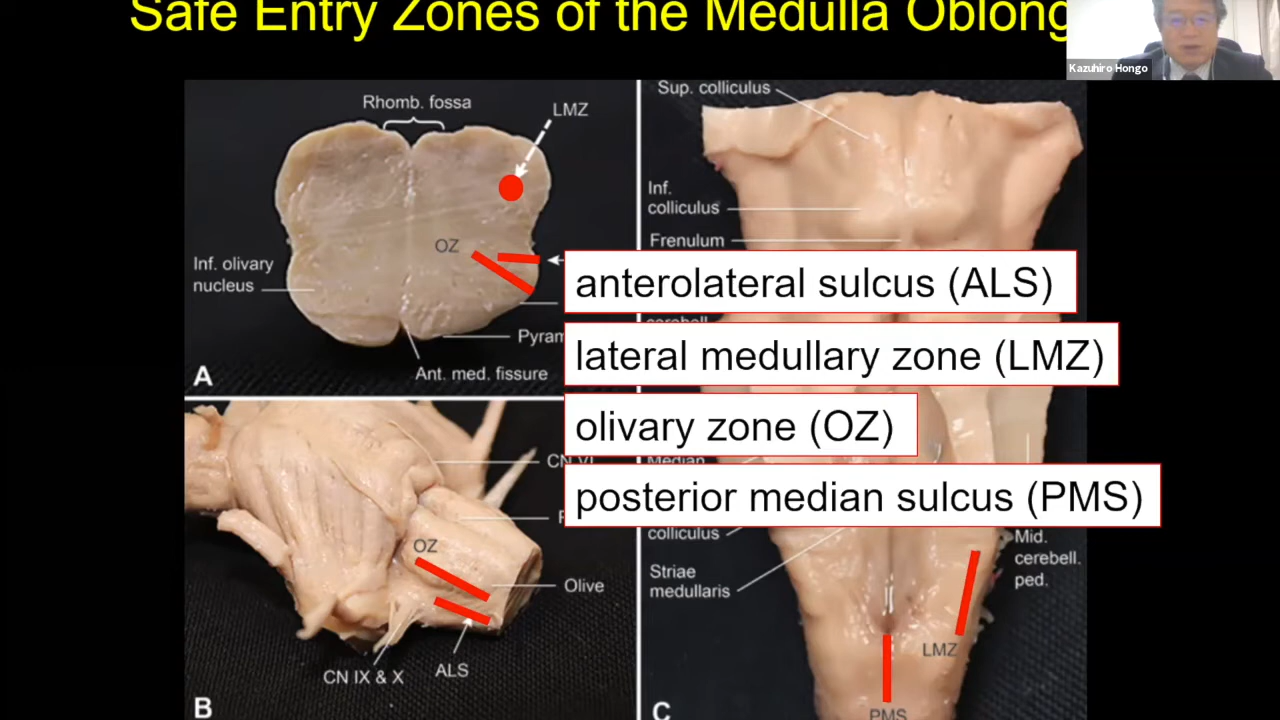 Safe Entry Zones of the Medulla Oblong
Kazuhiro Hongo
Rhomb. fossa
LMZ
OZ
Inf. olivary
nucleus
Pyram
Ant. med. fissure
A
Sup. colliculus
Inf.
colliculus
Frenulum
cerebell
anterolateral sulcus (ALS)
lateral medullary zone (LMZ)
olivary zone (OZ)
posterior median sulcus (PMS)
CN VI
OZ
Olive
CN IX & X
ALS
B
Median
colliculus
Striae
medullaris
Mid.
cerebell.
ped.
LMZ
PMS
C